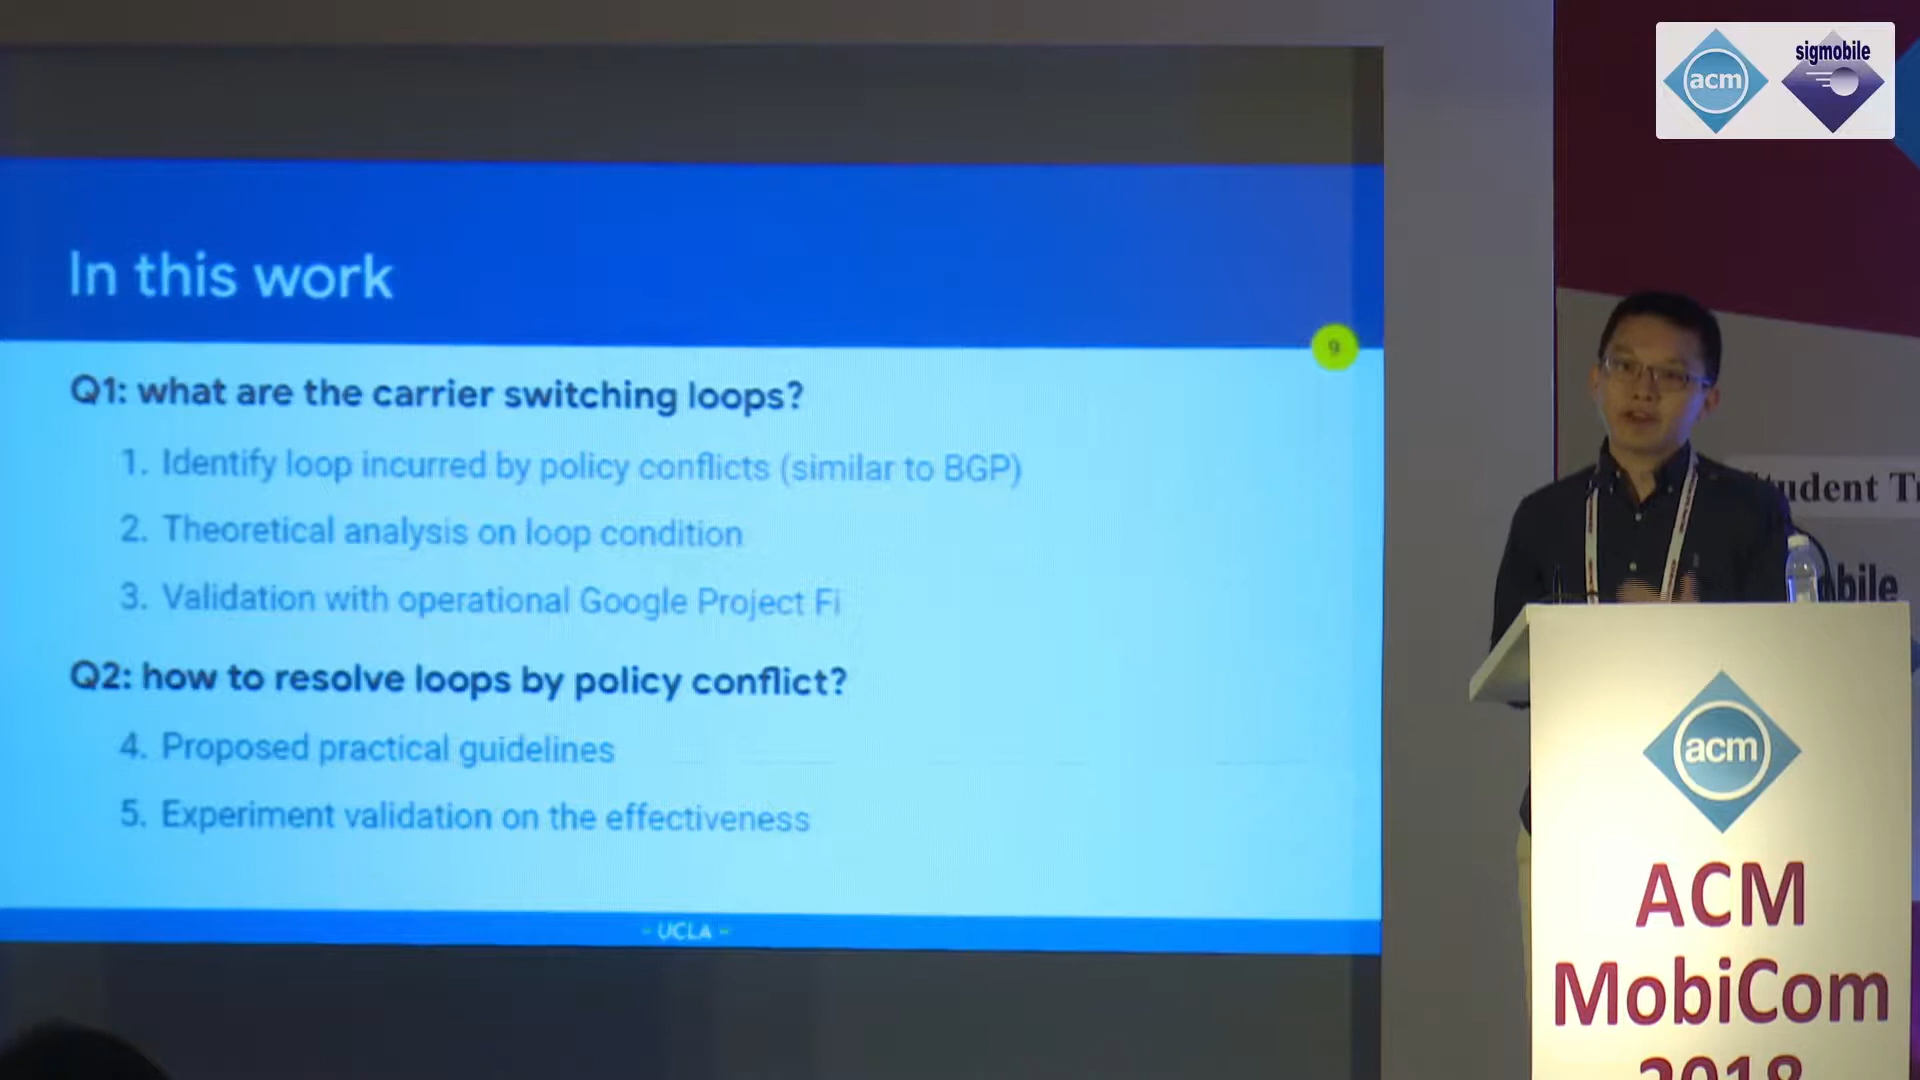 In this work
9
Q1: what are the carrier switching loops?
1. Identify loop incurred by policy conflicts (similar to BGP)
2. Theoretical analysis on loop condition
3. Validation with operational Google Project Fi
Q2: how to resolve loops by policy conflict?
4. Proposed practical guidelines
5. Experiment validation on the effectiveness
- UCLA -
acm
sigmobile
acm
ACM
MobiCom
2018